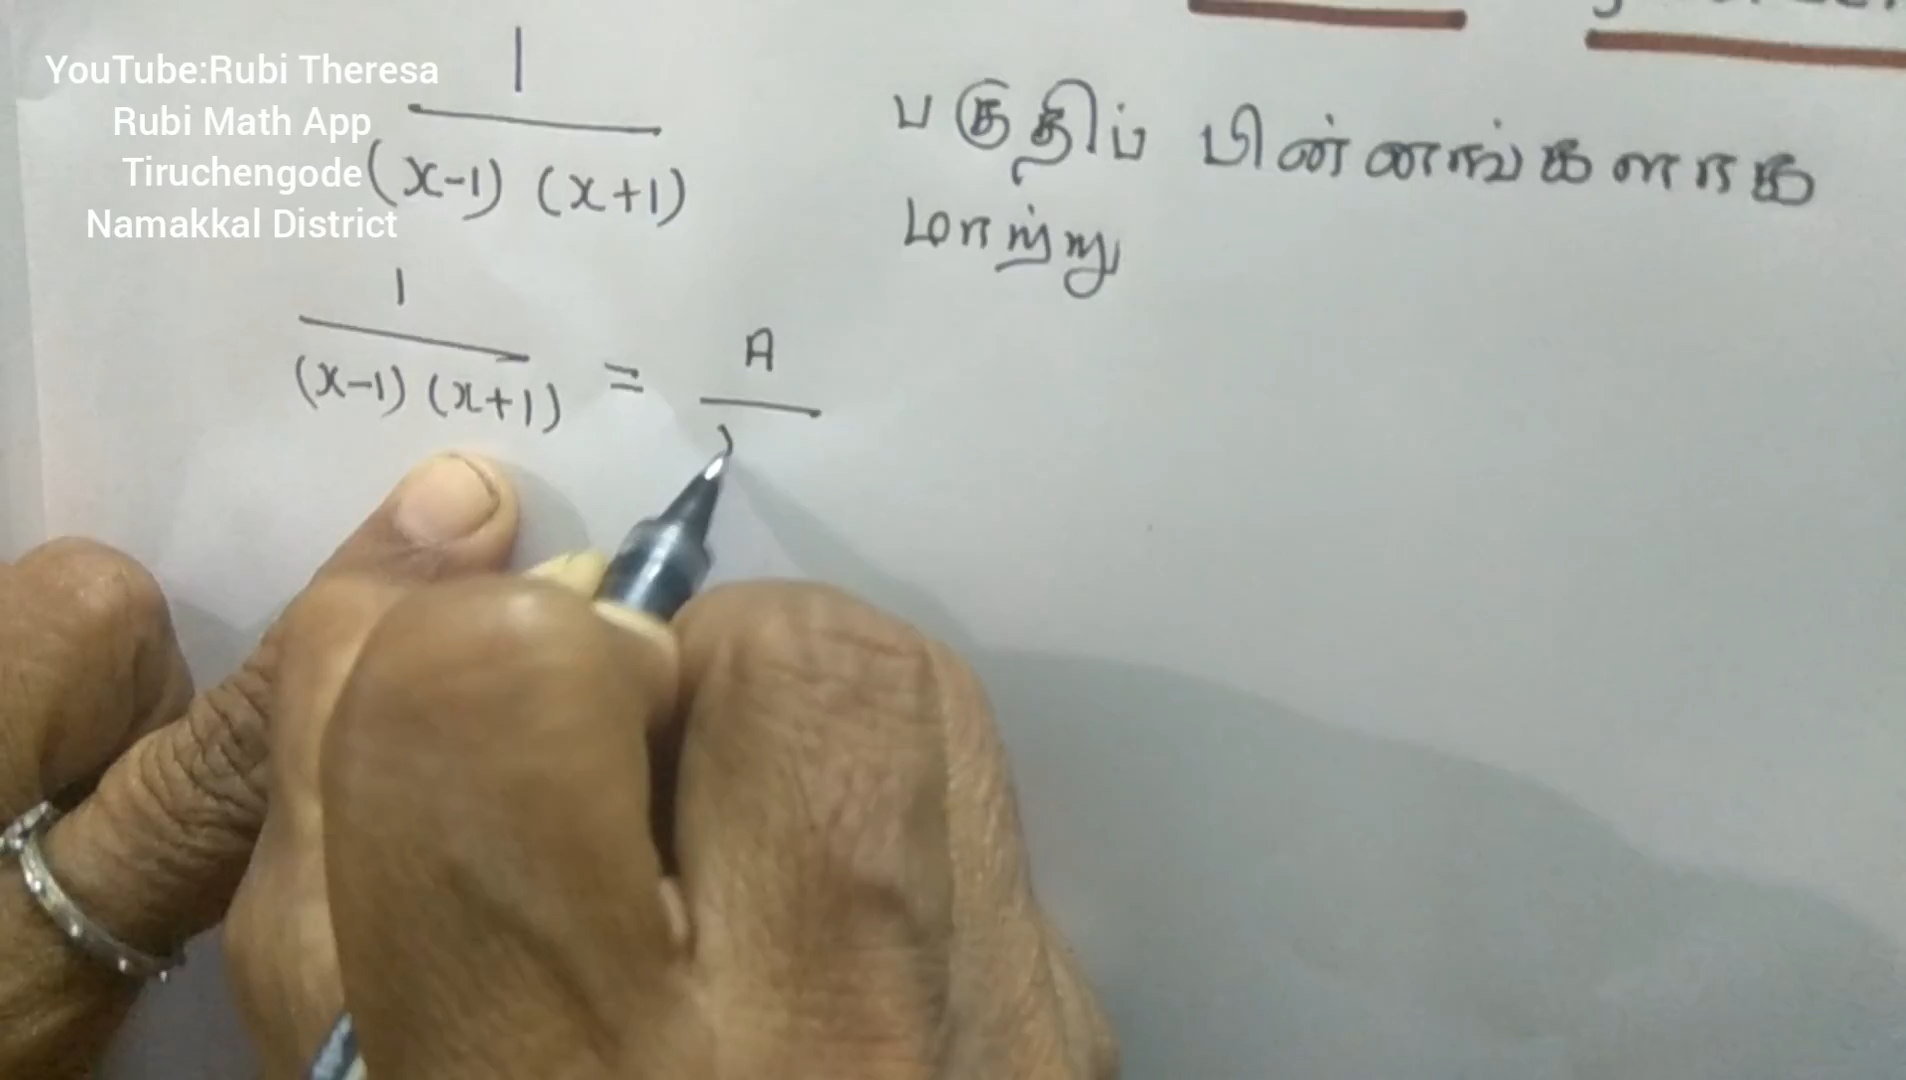 YouTube:Rubi Theresa
Rubi Math App
Tiruchengode
Namakkal District
1
(x-1) (x+1)
பகுதிப் பின்னங்களாக
மாற்று
1
(x-1) (x+1)
=
A